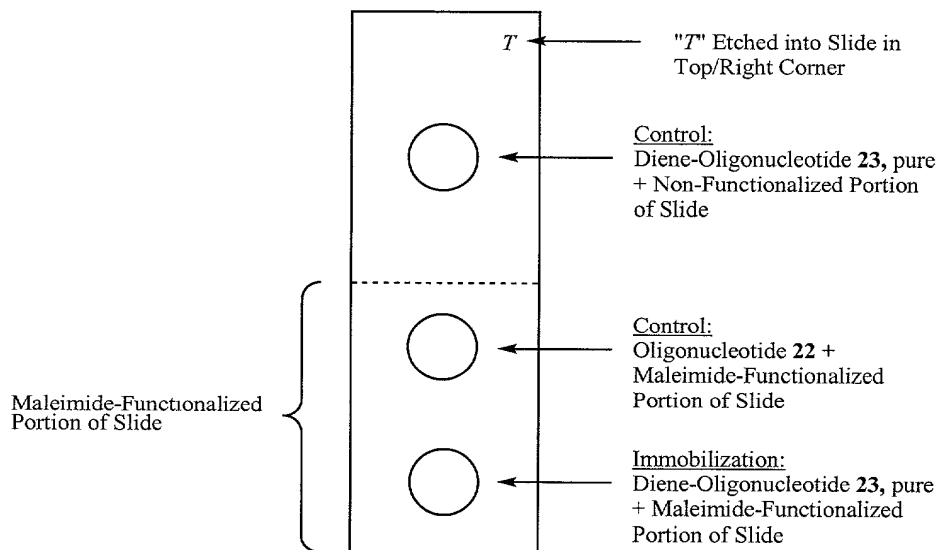 T
"T" Etched into Slide in
Top/Right Corner
Control:
Diene-Oligonucleotide 23, pure
+ Non-Functionalized Portion
of Slide
Control:
Oligonucleotide 22 +
Maleimide-Functionalized
Portion of Slide
Maleimide-Functionalized
Portion of Slide
Immobilization:
Diene-Oligonucleotide 23, pure
+ Maleimide-Functionalized
Portion of Slide